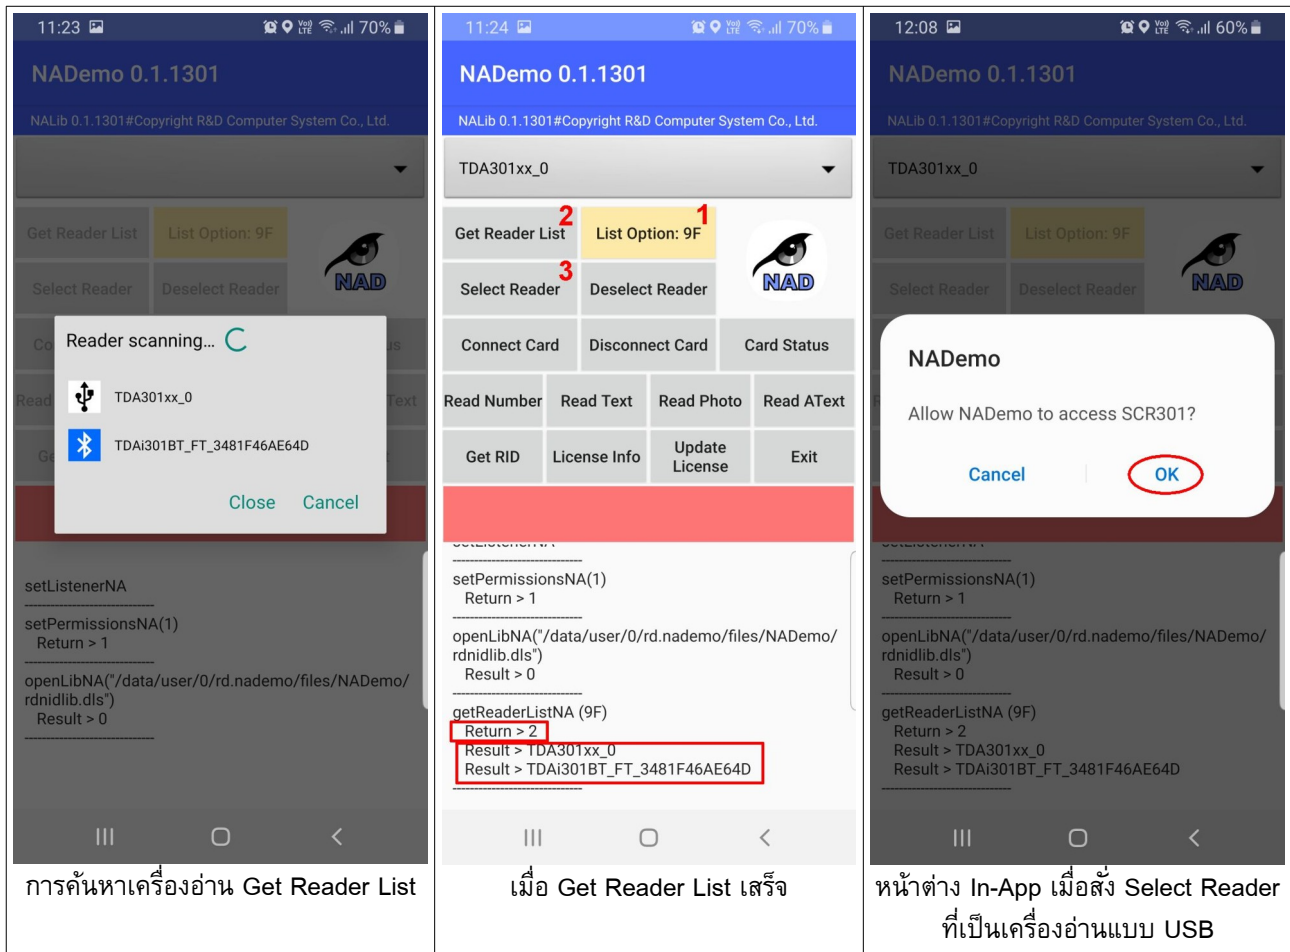 11:23 70%
NADemo 0.1.1301
NALib 0.1.1301#Copyright R&D Computer System Co., Ltd.
Get Reader List List Option: 9F
Select Reader Deselect Reader NAD
Reader scanning...
TDA301xx_0
TDAi301BT_FT_3481F46AE64D
Close Cancel
setListenerNA
------------------------------
setPermissionsNA(1)
Return > 1
------------------------------
openLibNA("/data/user/0/rd.nademo/files/NADemo/
rdnidlib.dls")
Result > 0
------------------------------
การค้นหาเครื่องอ่าน Get Reader List
11:24 70%
NADemo 0.1.1301
NALib 0.1.1301#Copyright R&D Computer System Co., Ltd.
TDA301xx_0
Get Reader List 2 List Option: 9F 1
Select Reader 3 Deselect Reader NAD
Connect Card Disconnect Card Card Status
Read Number Read Text Read Photo Read AText
Get RID License Info Update License Exit
------------------------------
setPermissionsNA(1)
Return > 1
------------------------------
openLibNA("/data/user/0/rd.nademo/files/NADemo/
rdnidlib.dls")
Result > 0
------------------------------
getReaderListNA (9F)
Return > 2
Result > TDA301xx_0
Result > TDAi301BT_FT_3481F46AE64D
------------------------------
เมื่อ Get Reader List เสร็จ
12:08 60%
NADemo 0.1.1301
NALib 0.1.1301#Copyright R&D Computer System Co., Ltd.
TDA301xx_0
Get Reader List List Option: 9F
Select Reader Deselect Reader NAD
NADemo
Allow NADemo to access SCR301?
Cancel OK
------------------------------
setPermissionsNA(1)
Return > 1
------------------------------
openLibNA("/data/user/0/rd.nademo/files/NADemo/
rdnidlib.dls")
Result > 0
------------------------------
getReaderListNA (9F)
Return > 2
Result > TDA301xx_0
Result > TDAi301BT_FT_3481F46AE64D
------------------------------
หน้าต่าง In-App เมื่อสั่ง Select Reader
ที่เป็นเครื่องอ่านแบบ USB